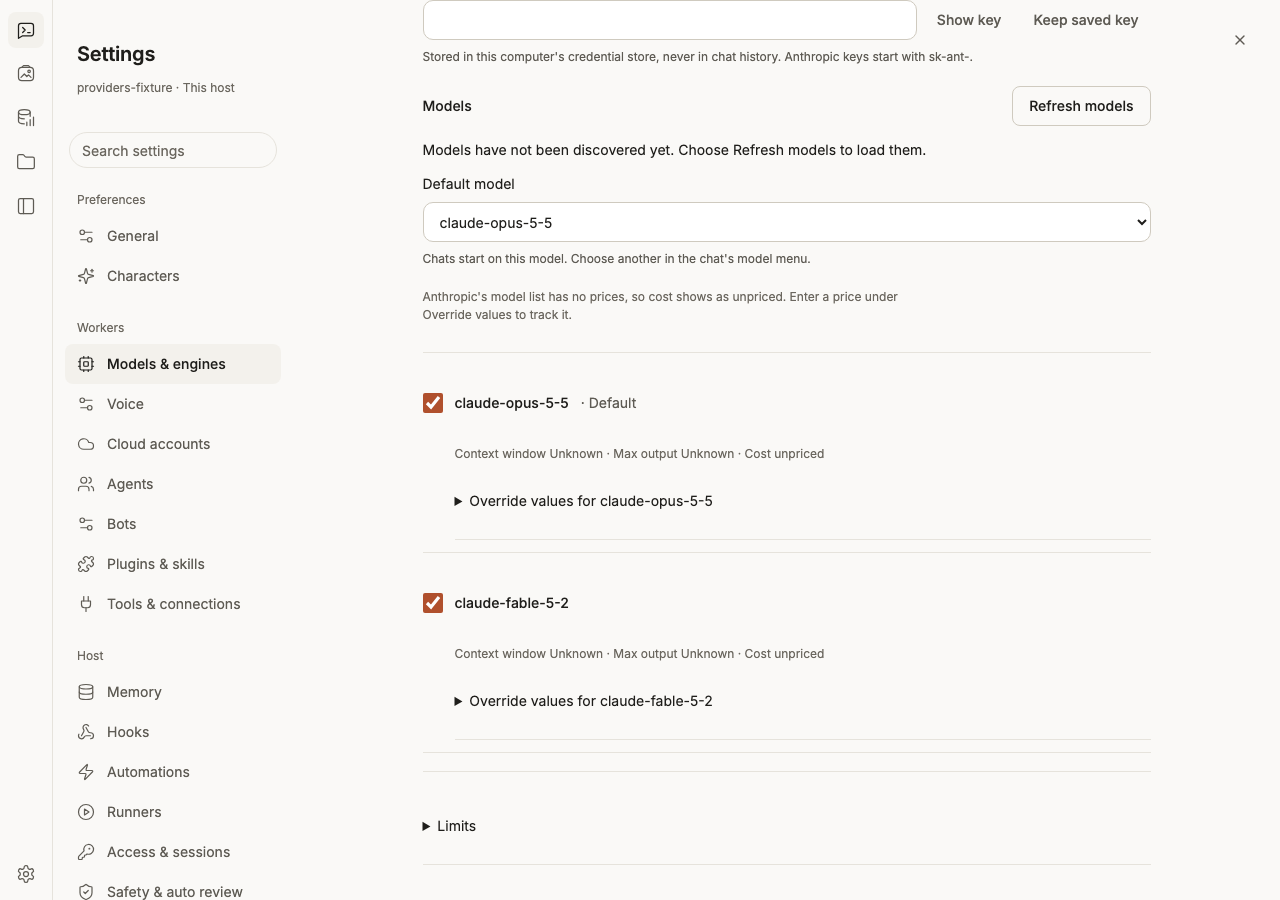 Settings
providers-fixture · This host
Search settings
Preferences
General
Characters
Workers
Models & engines
Voice
Cloud accounts
Agents
Bots
Plugins & skills
Tools & connections
Host
Memory
Hooks
Automations
Runners
Access & sessions
Safety & auto review
Show key
Keep saved key
Stored in this computer's credential store, never in chat history. Anthropic keys start with sk-ant-.
Models
Refresh models
Models have not been discovered yet. Choose Refresh models to load them.
Default model
claude-opus-5-5
Chats start on this model. Choose another in the chat's model menu.
Anthropic's model list has no prices, so cost shows as unpriced. Enter a price under
Override values to track it.
claude-opus-5-5 · Default
Context window Unknown · Max output Unknown · Cost unpriced
Override values for claude-opus-5-5
claude-fable-5-2
Context window Unknown · Max output Unknown · Cost unpriced
Override values for claude-fable-5-2
Limits